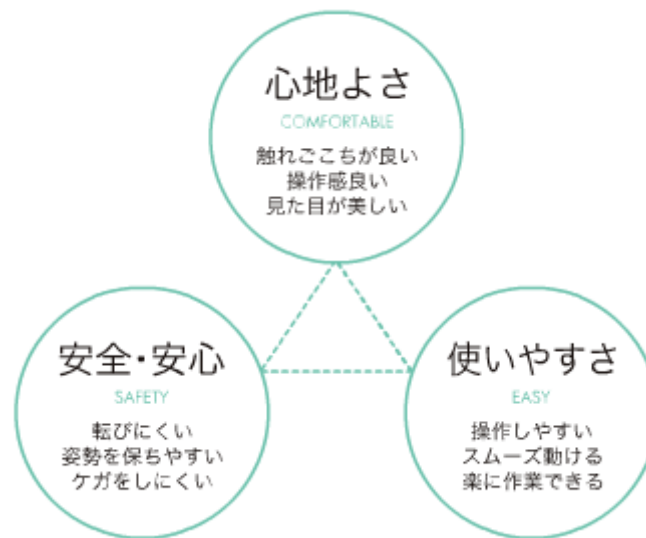 心地よさ
COMFORTABLE
触れごこちが良い
操作感良い
見た目が美しい
安全・安心
SAFETY
転びにくい
姿勢を保ちやすい
ケガをしにくい
使いやすさ
EASY
操作しやすい
スムーズ動ける
楽に作業できる